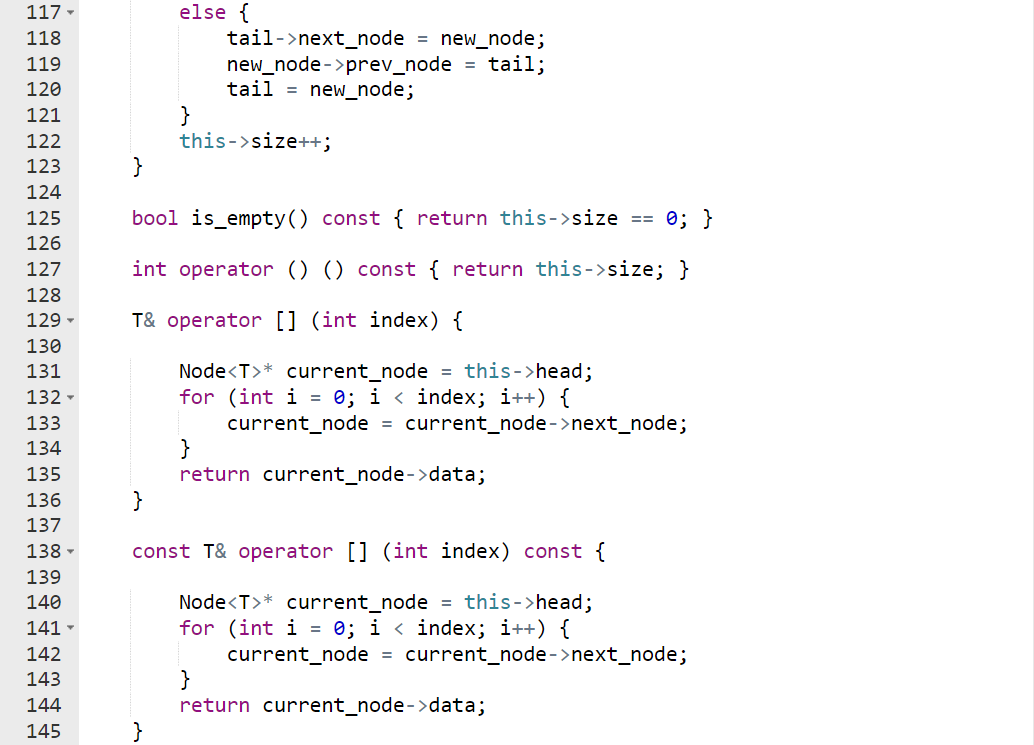 117 else {
118 tail->next_node = new_node;
119 new_node->prev_node = tail;
120 tail = new_node;
121 }
122 this->size++;
123 }
124
125 bool is_empty() const { return this->size == 0; }
126
127 int operator () () const { return this->size; }
128
129 T& operator [] (int index) {
130
131 Node<T>* current_node = this->head;
132 for (int i = 0; i < index; i++) {
133 current_node = current_node->next_node;
134 }
135 return current_node->data;
136 }
137
138 const T& operator [] (int index) const {
139
140 Node<T>* current_node = this->head;
141 for (int i = 0; i < index; i++) {
142 current_node = current_node->next_node;
143 }
144 return current_node->data;
145 }